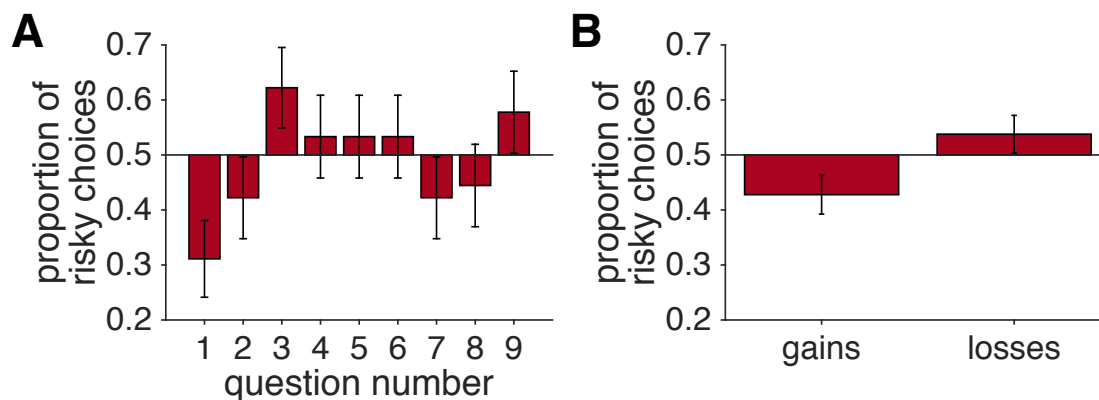 A
proportion of
risky choices
0.7
0.6
0.5
0.4
0.3
0.2
1 2 3 4 5 6 7 8 9
question number
B
proportion of
risky choices
0.7
0.6
0.5
0.4
0.3
0.2
gains losses